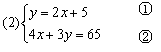 (2) { y = 2x + 5 ①
4x + 3y = 65 ②